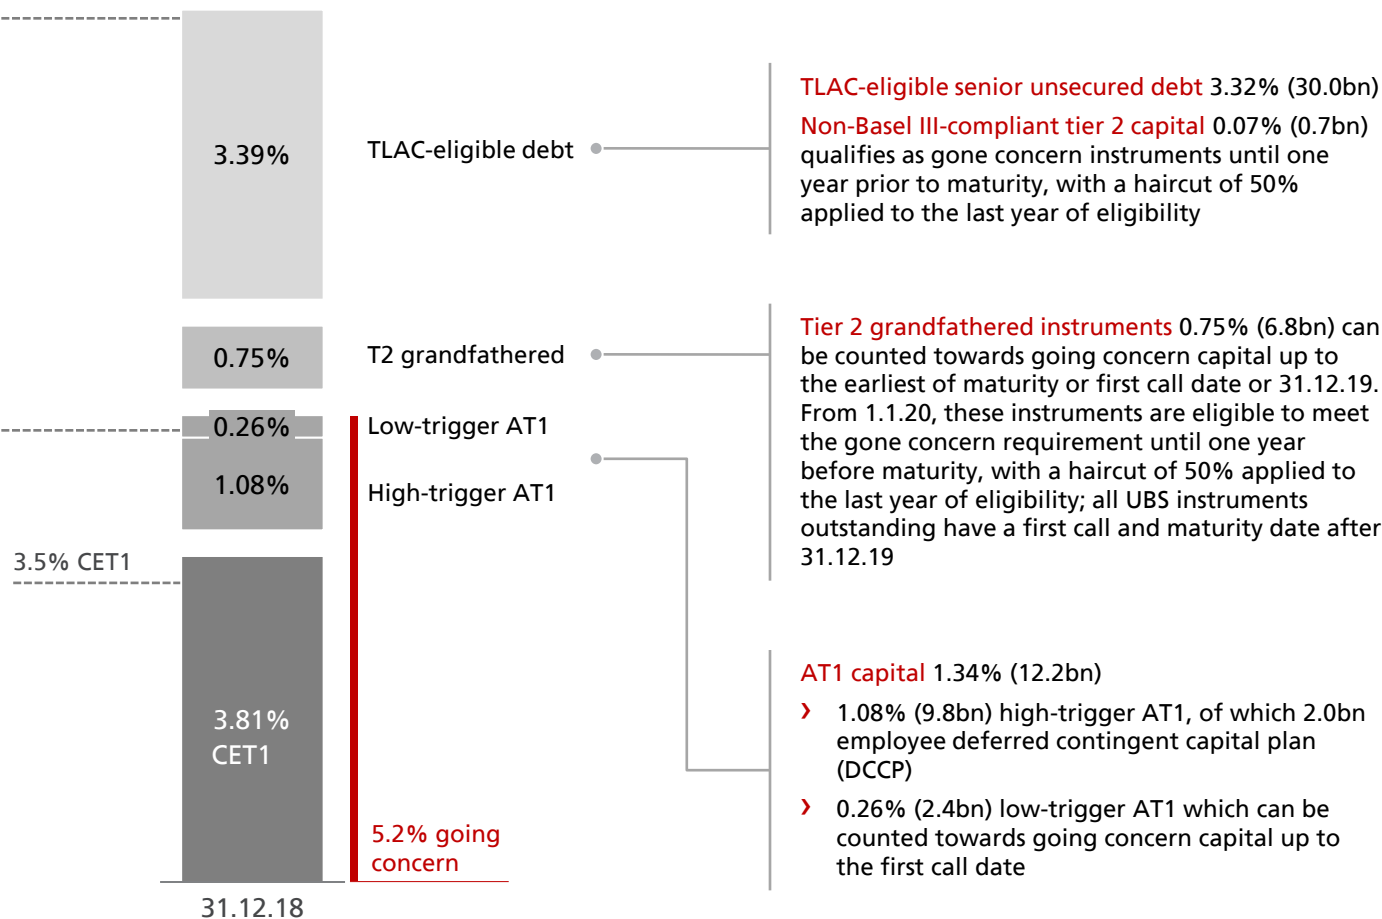 3.39%
TLAC-eligible debt
TLAC-eligible senior unsecured debt 3.32% (30.0bn)
Non-Basel III-compliant tier 2 capital 0.07% (0.7bn)
qualifies as gone concern instruments until one
year prior to maturity, with a haircut of 50%
applied to the last year of eligibility
0.75%
T2 grandfathered
Tier 2 grandfathered instruments 0.75% (6.8bn) can
be counted towards going concern capital up to
the earliest of maturity or first call date or 31.12.19.
From 1.1.20, these instruments are eligible to meet
the gone concern requirement until one year
before maturity, with a haircut of 50% applied to
the last year of eligibility; all UBS instruments
outstanding have a first call and maturity date after
31.12.19
0.26%
Low-trigger AT1
1.08%
High-trigger AT1
3.5% CET1
3.81%
CET1
AT1 capital 1.34% (12.2bn)
› 1.08% (9.8bn) high-trigger AT1, of which 2.0bn
employee deferred contingent capital plan
(DCCP)
› 0.26% (2.4bn) low-trigger AT1 which can be
counted towards going concern capital up to
the first call date
5.2% going
concern
31.12.18